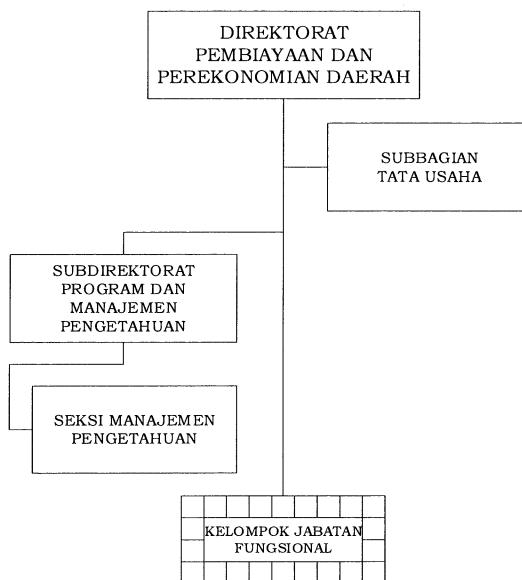 DIREKTORAT
PEMBIAYAAN DAN
PEREKONOMIAN DAERAH
SUBBAGIAN
TATA USAHA
SUBDIREKTORAT
PROGRAM DAN
MANAJEMEN
PENGETAHUAN
SEKSI MANAJEMEN
PENGETAHUAN
KELOMPOK JABATAN
FUNGSIONAL